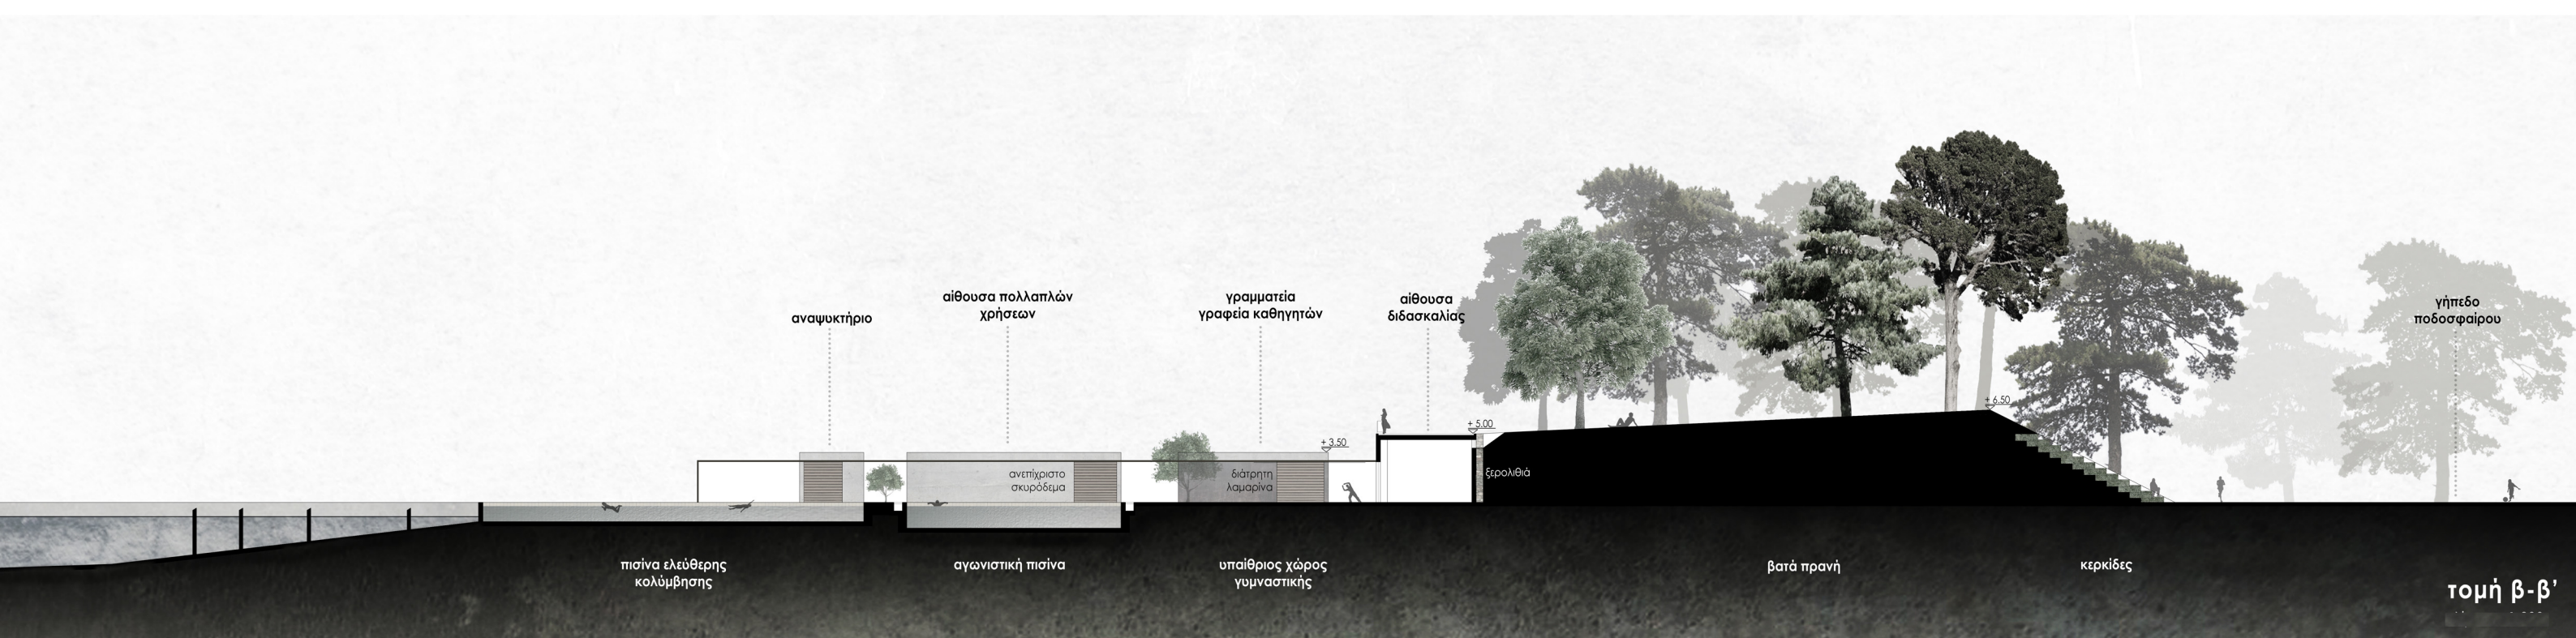 αναψυκτήριο
αίθουσα πολλαπλών
χρήσεων
γραμματεία
γραφεία καθηγητών
αίθουσα
διδασκαλίας
γήπεδο
ποδοσφαίρου
+ 6.50
+ 5.00
+ 3.50
ανεπίχριστο
σκυρόδεμα
διάτρητη
λαμαρίνα
ξερολιθιά
πισίνα ελεύθερης
κολύμβησης
αγωνιστική πισίνα
υπαίθριος χώρος
γυμναστικής
βατά πρανή
κερκίδες
τομή β-β’